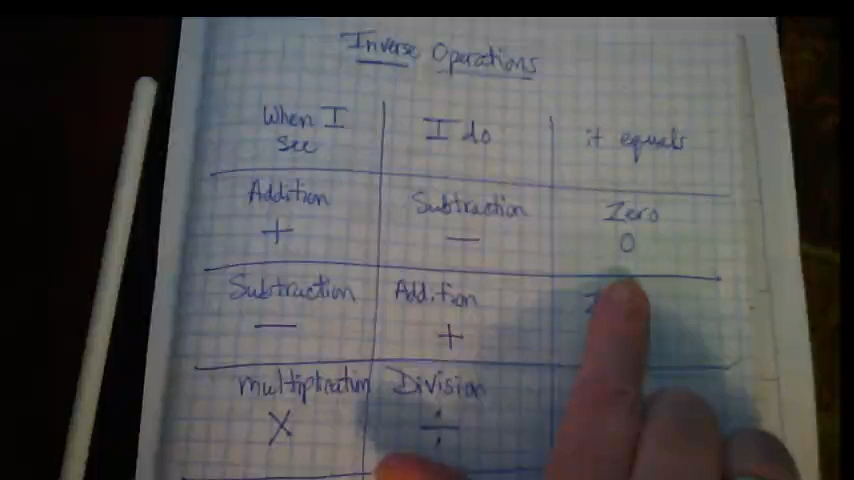 Inverse Operations
When I see
I do
it equals
Addition
Subtraction
Zero
+
—
0
Subtraction
Addition
—
+
multiplication
Division
X
÷